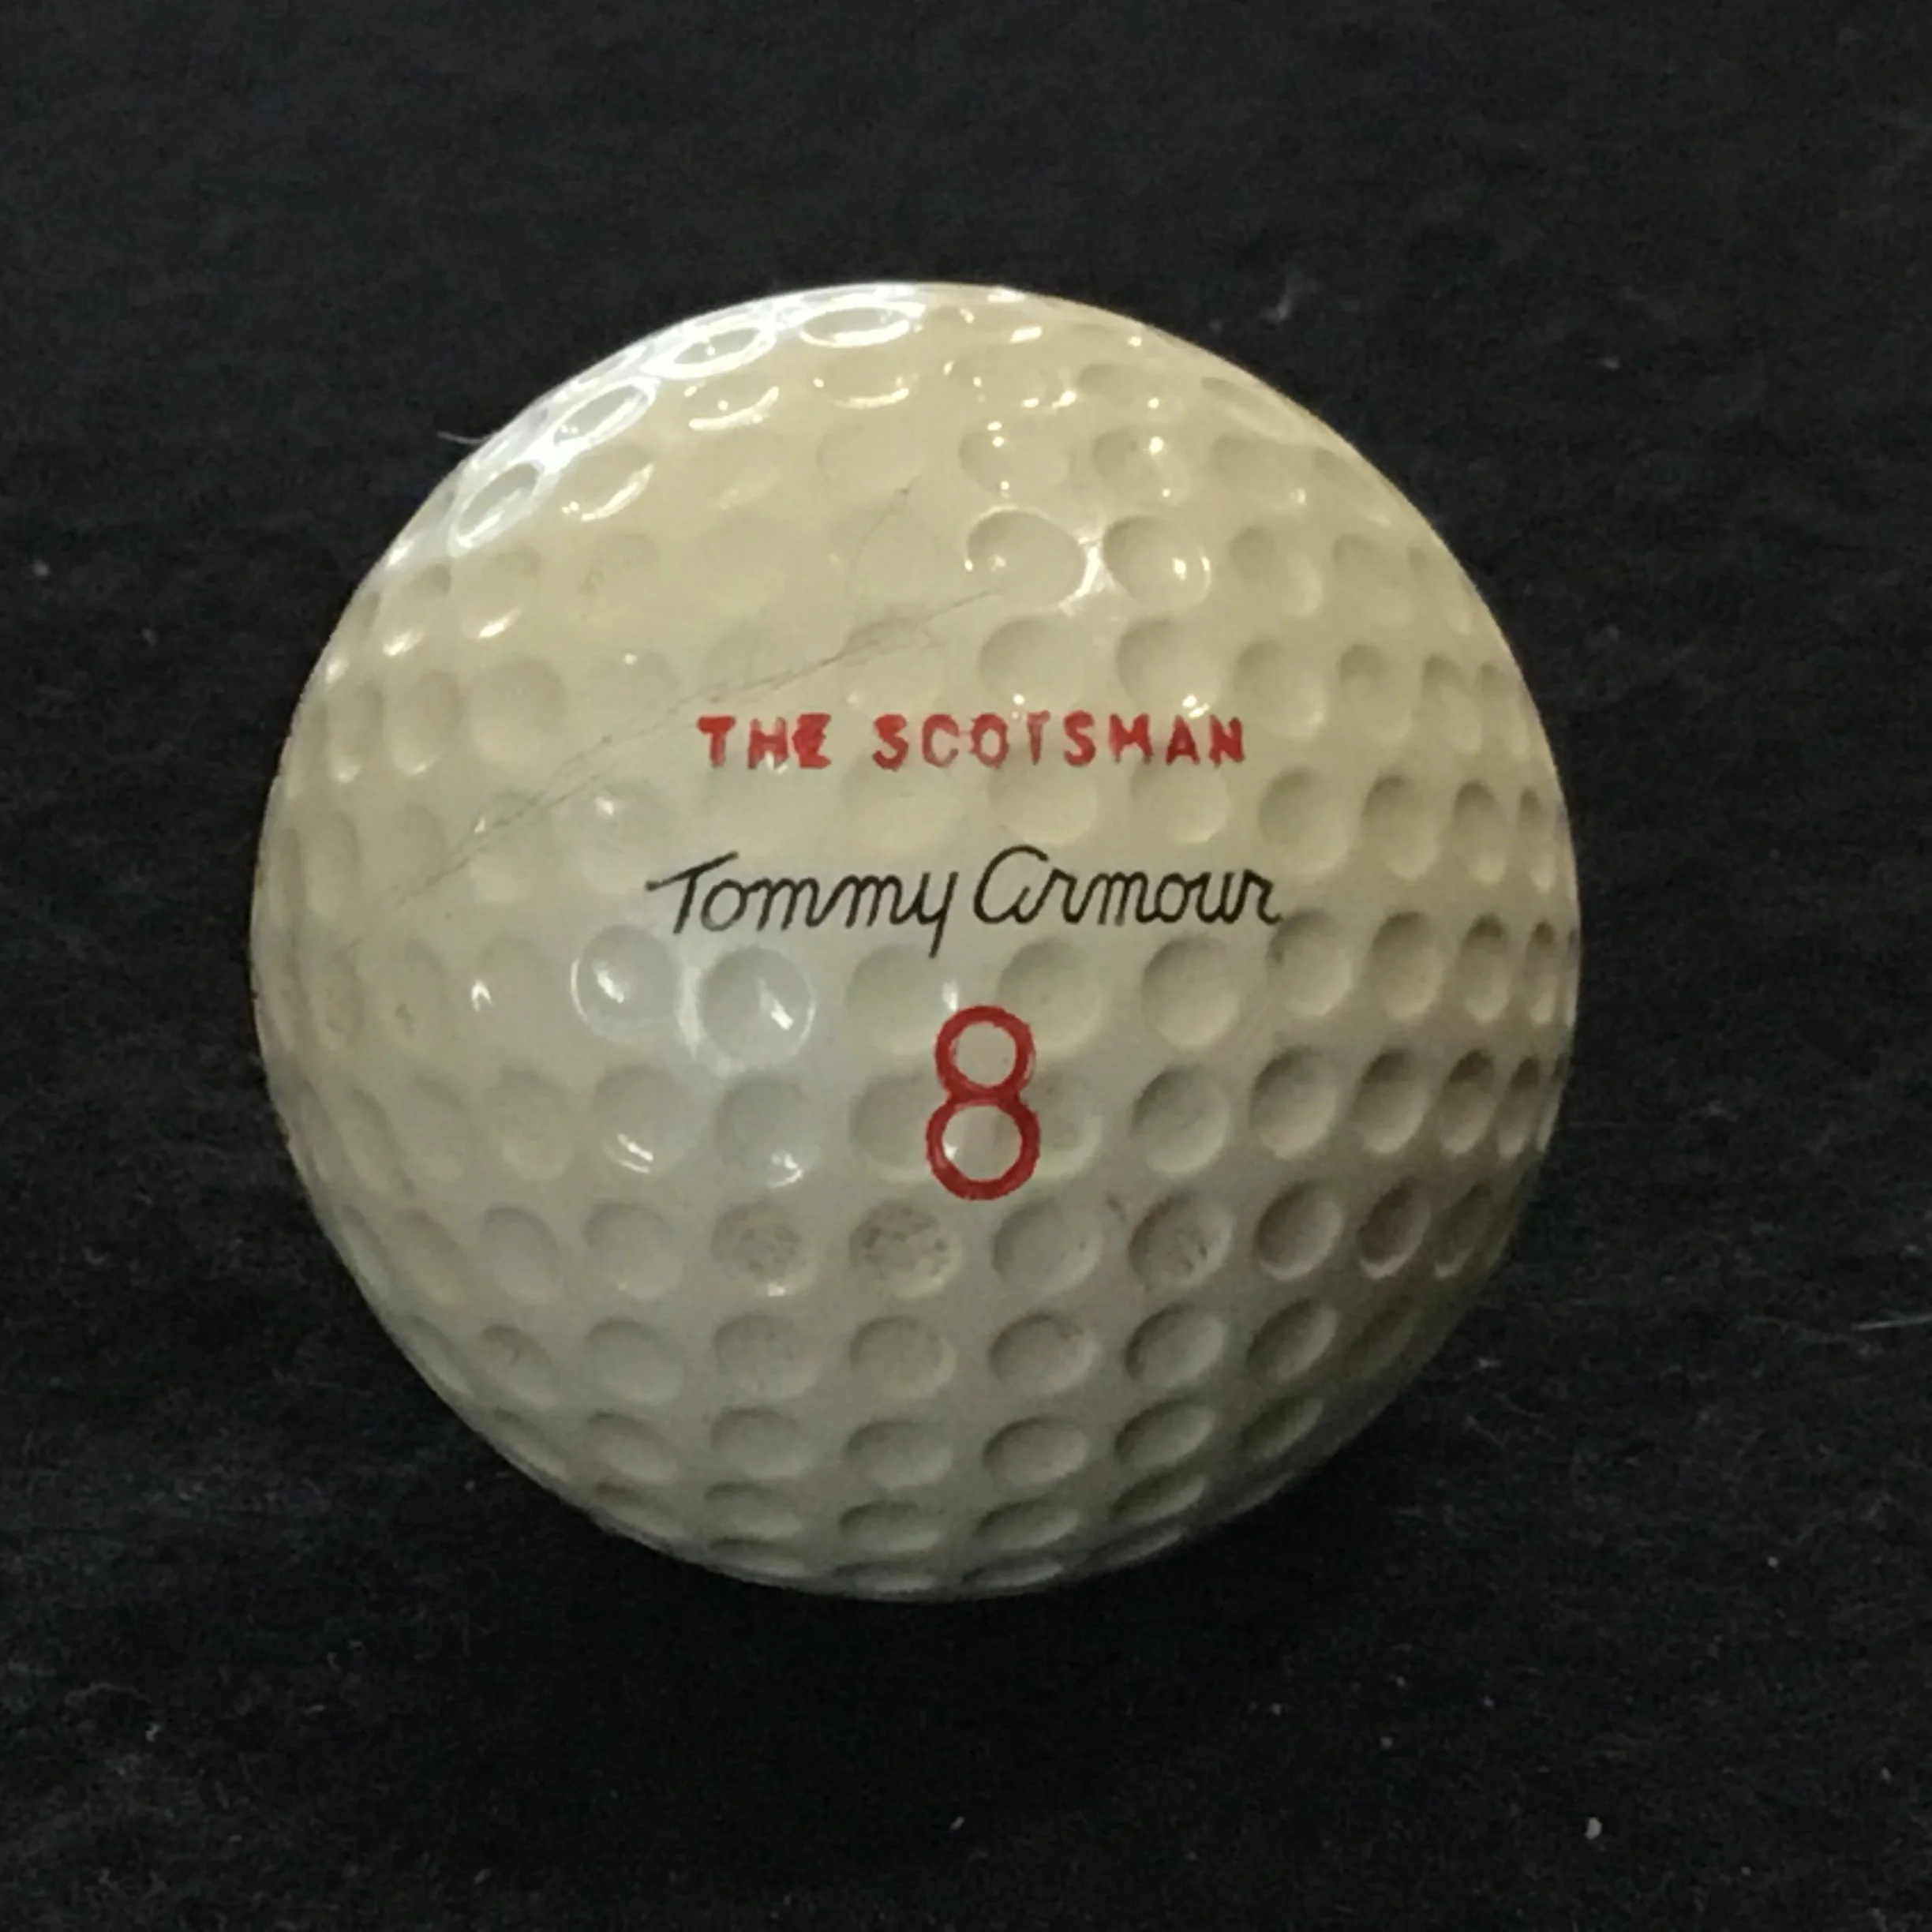 THE SCOTSMAN
Tommy Armour
8